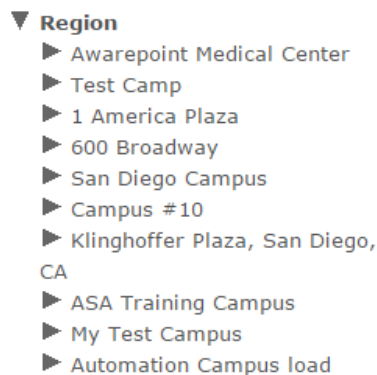 Region
Awarepoint Medical Center
Test Camp
1 America Plaza
600 Broadway
San Diego Campus
Campus #10
Klinghoffer Plaza, San Diego,
CA
ASA Training Campus
My Test Campus
Automation Campus load